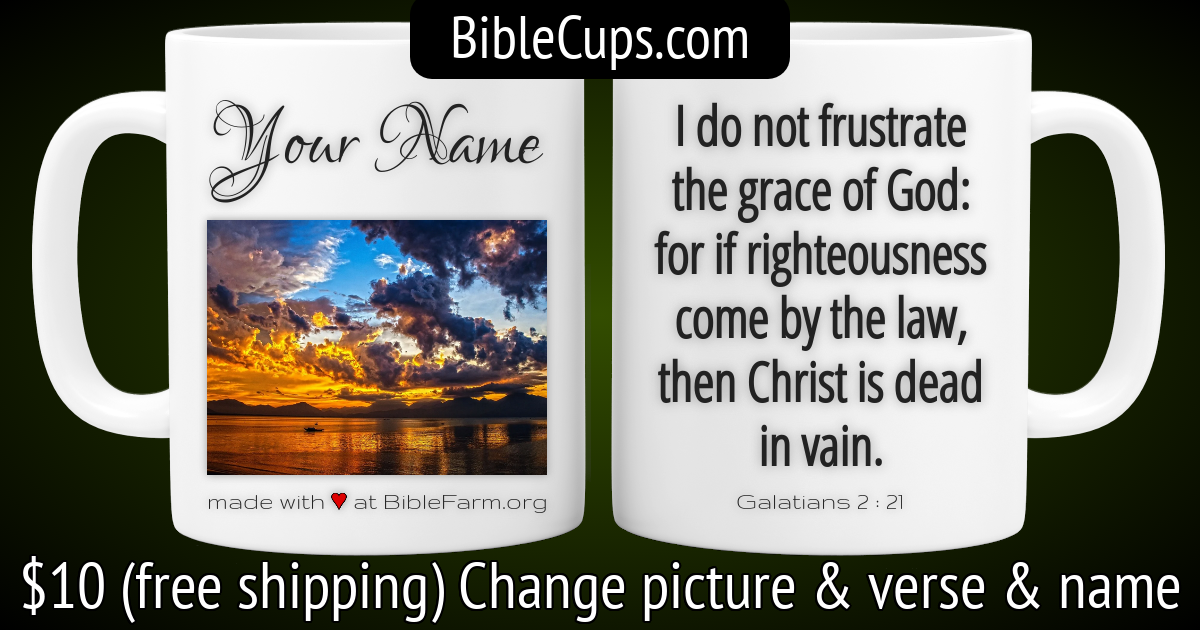 BibleCups.com
Your Name
made with ♥ at BibleFarm.org
I do not frustrate
the grace of God:
for if righteousness
come by the law,
then Christ is dead
in vain.
Galatians 2 : 21
$10 (free shipping) Change picture & verse & name